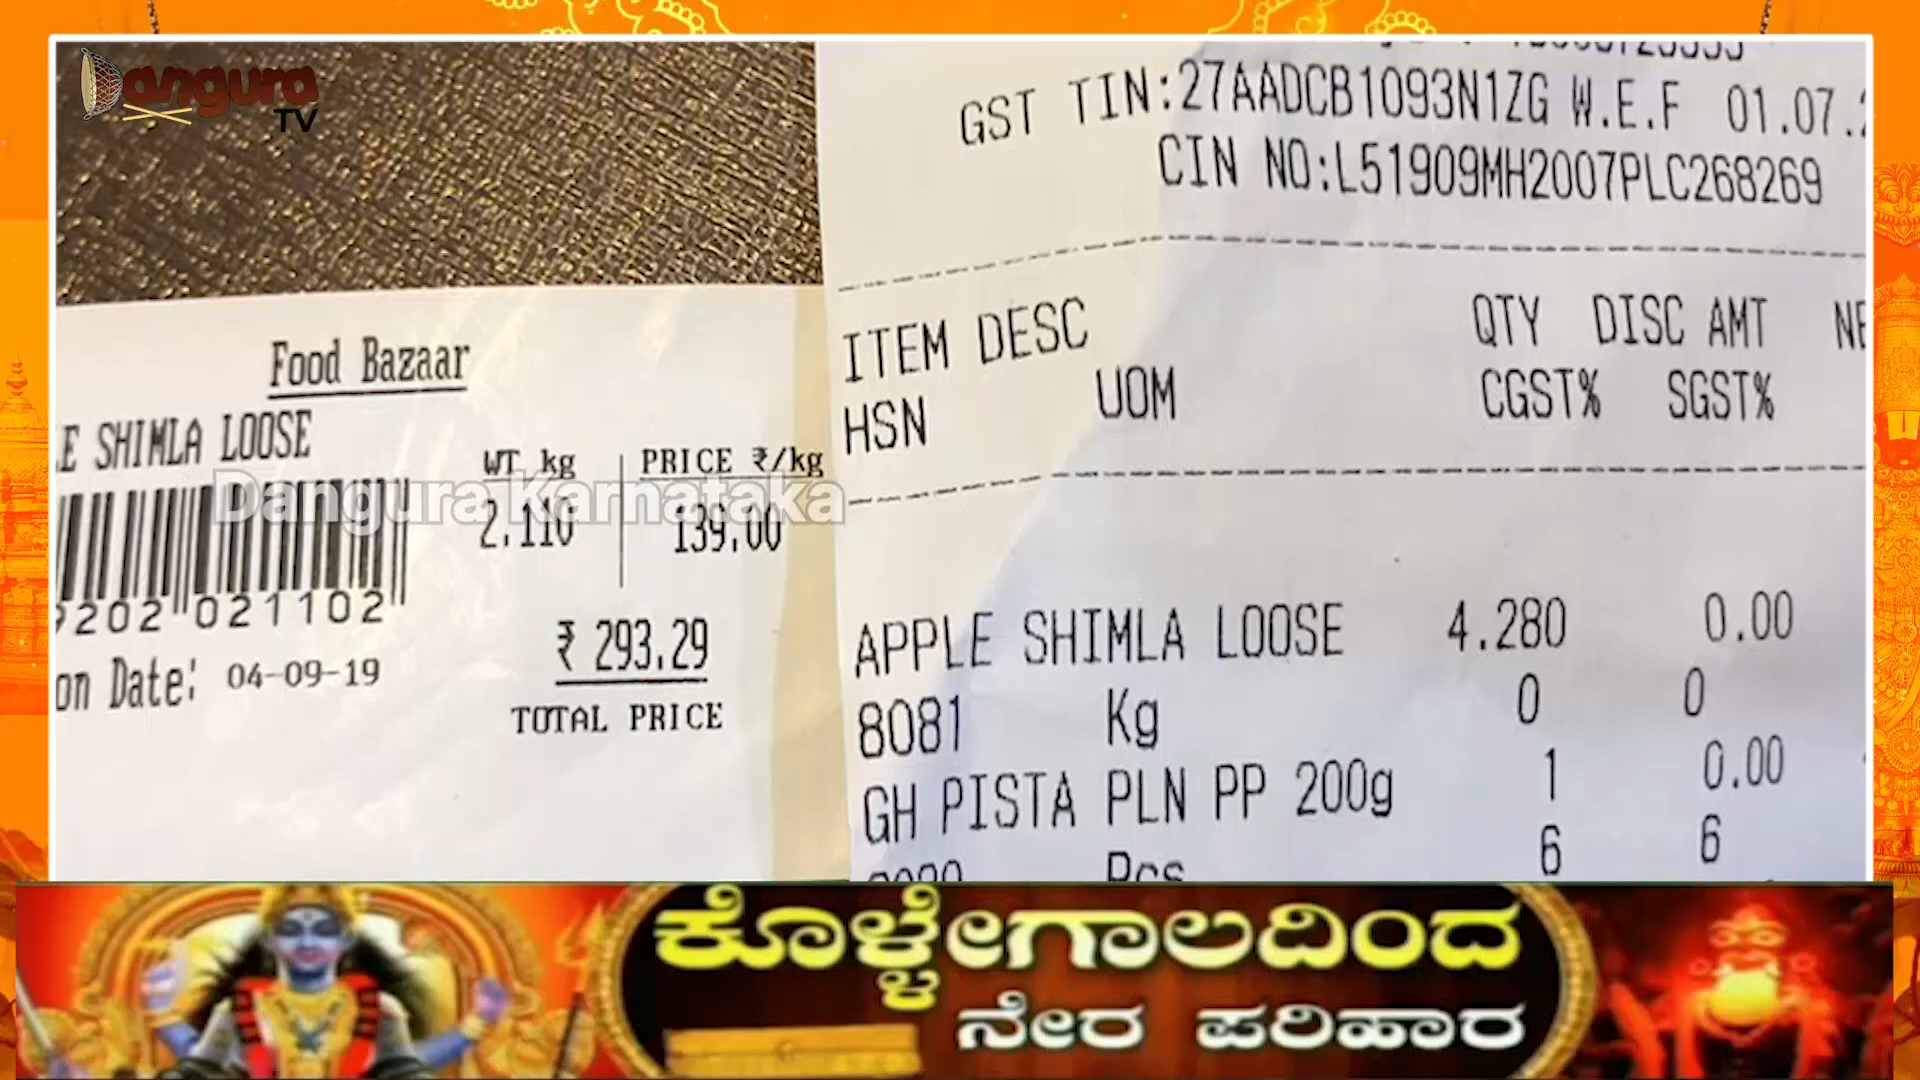 Dangura
TV
Food Bazaar
E SHIMLA LOOSE
WT kg PRICE ₹/kg
2.110 139.00
Dangura Karnataka
202 021102
₹ 293.29
on Date: 04-09-19
TOTAL PRICE
GST TIN:27AADCB1093N1ZG W.E.F 01.07.
CIN NO:L51909MH2007PLC268269
ITEM DESC QTY DISC AMT NE
HSN UOM CGST% SGST%
APPLE SHIMLA LOOSE 4.280 0.00
8081 Kg 0 0
GH PISTA PLN PP 200g 1 0.00
Pcs 6 6
ಕೊಳ್ಳೇಗಾಲದಿಂದ
ನೇರ ಪರಿಹಾರ